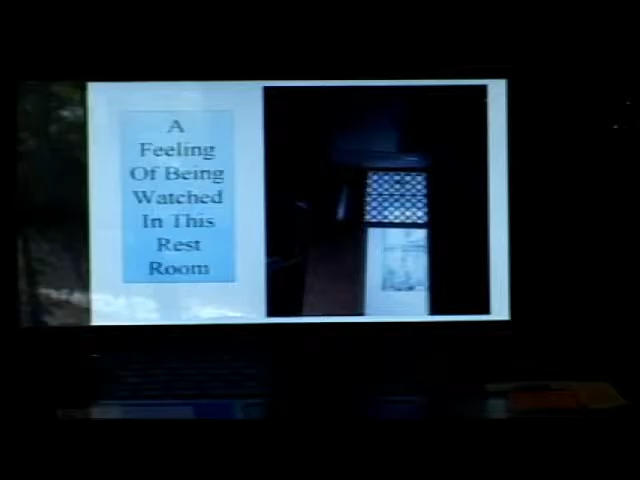 A
Feeling
Of Being
Watched
In This
Rest
Room